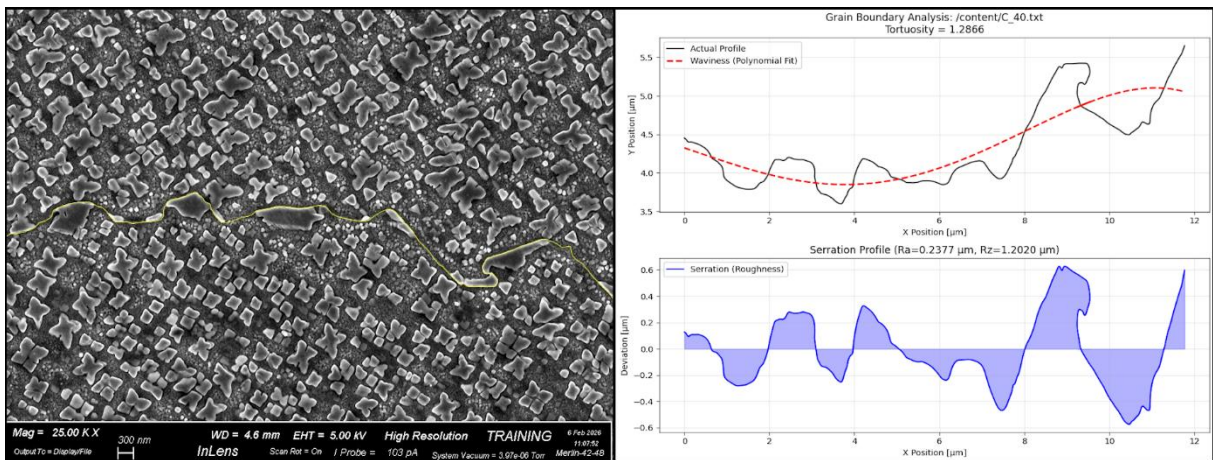 Mag = 25.00 K X
300 nm
WD = 4.6 mm EHT = 5.00 kV High Resolution TRAINING 6 Feb 2026
11:07:52
Output To = Display/File InLens Scan Rot = On I Probe = 103 pA System Vacuum = 3.97e-06 Torr Merlin-42-48
Grain Boundary Analysis: /content/C_40.txt
Tortuosity = 1.2866
Actual Profile
Waviness (Polynomial Fit)
Y Position [μm]
5.5
5.0
4.5
4.0
3.5
0 2 4 6 8 10 12
X Position [μm]
Serration Profile (Ra=0.2377 μm, Rz=1.2020 μm)
Serration (Roughness)
Deviation [μm]
0.6
0.4
0.2
0.0
−0.2
−0.4
−0.6
0 2 4 6 8 10 12
X Position [μm]